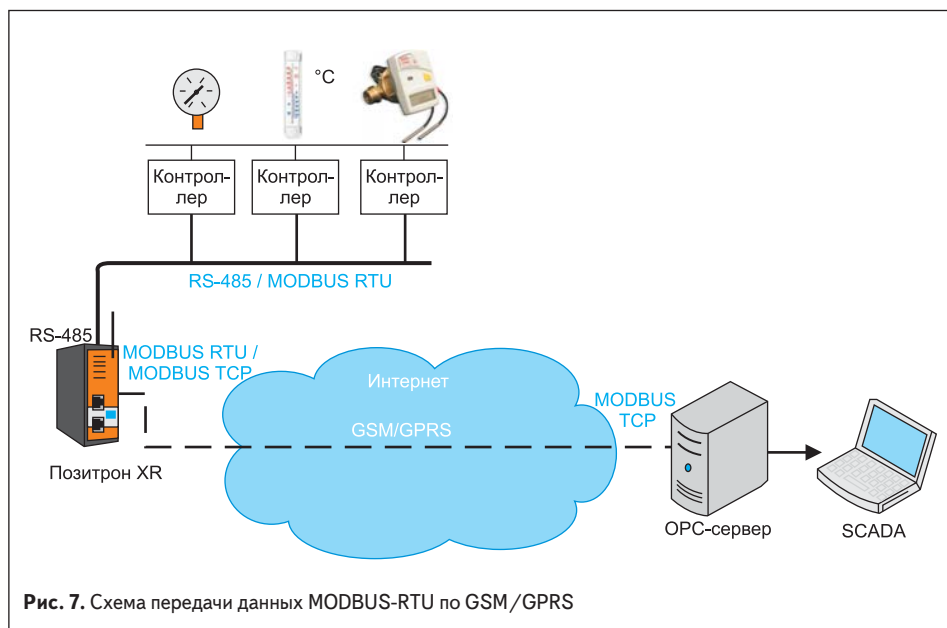 °C
Контрол-
лер
Контрол-
лер
Контрол-
лер
RS-485 / MODBUS RTU
RS-485
MODBUS RTU /
MODBUS TCP
Интернет
GSM/GPRS
MODBUS
TCP
Позитрон XR
OPC-сервер
SCADA
Рис. 7. Схема передачи данных MODBUS-RTU по GSM/GPRS